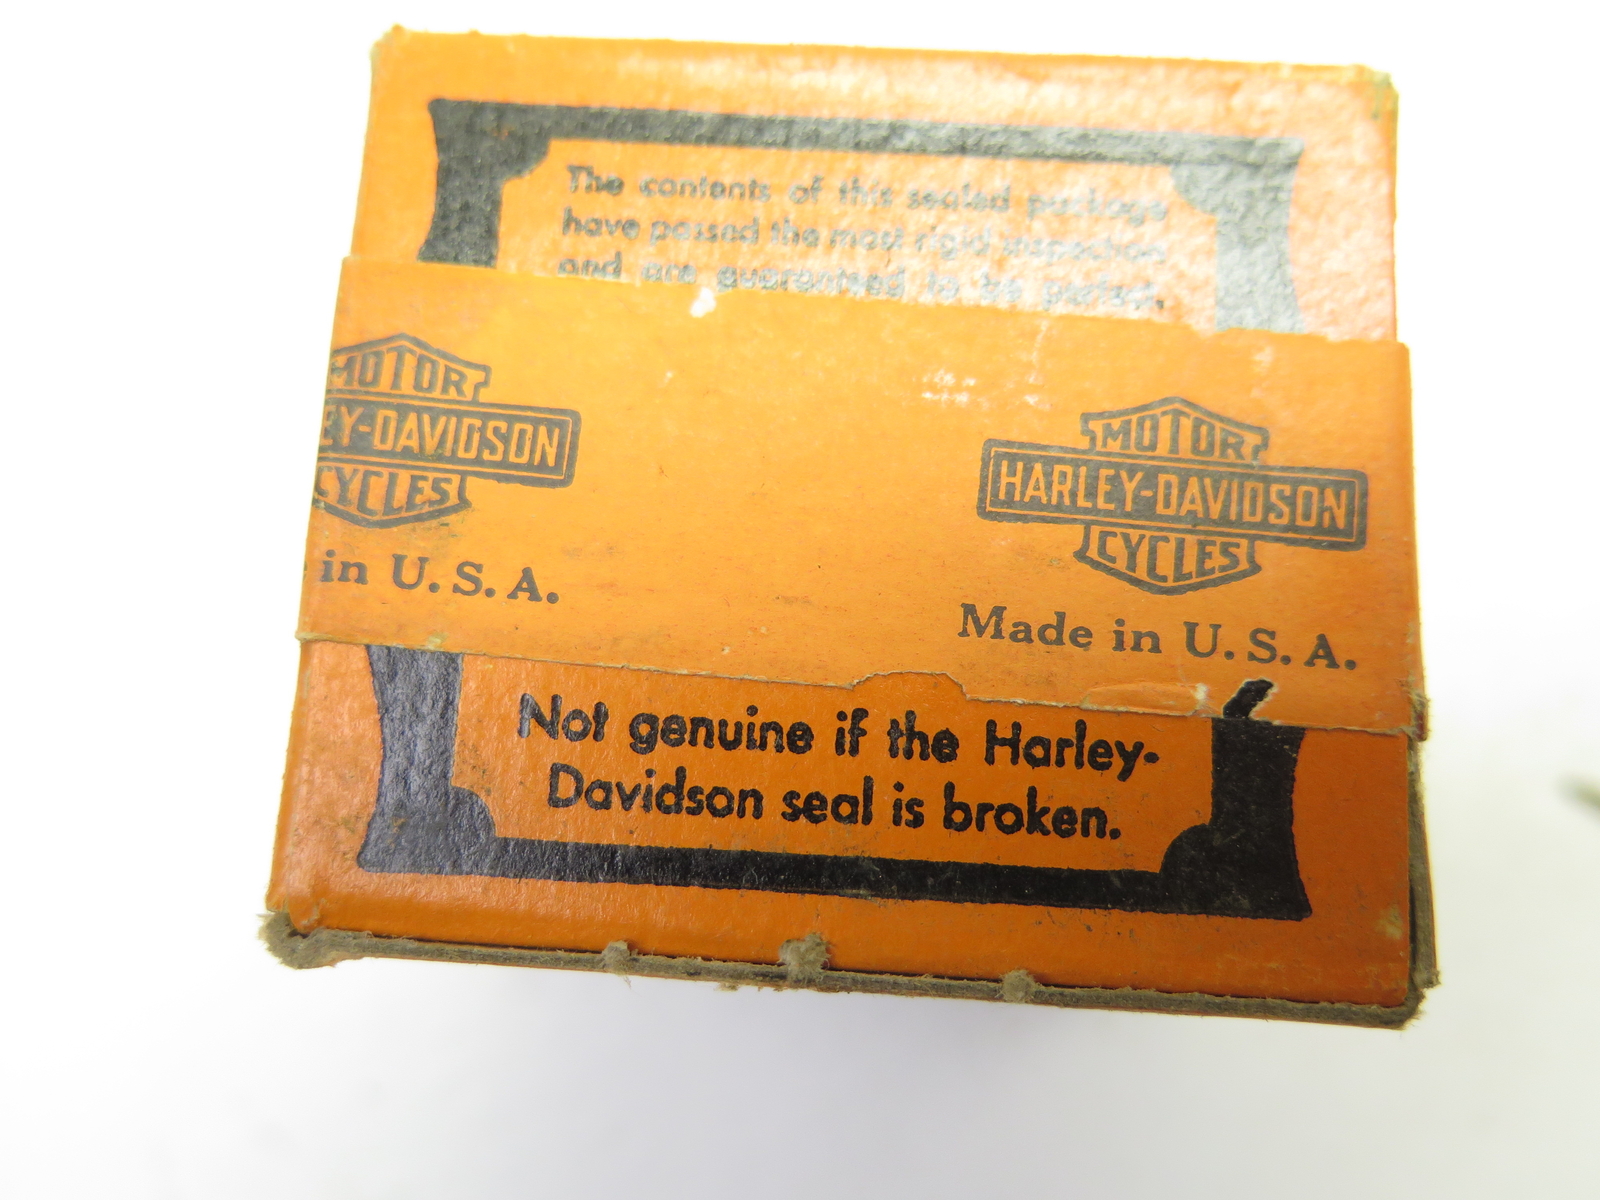 The contents of this sealed package
have passed the most rigid inspection
and are guaranteed to be perfect.
MOTOR
EY-DAVIDSON
CYCLES
in U.S.A.
MOTOR
HARLEY-DAVIDSON
CYCLES
Made in U.S.A.
Not genuine if the Harley-
Davidson seal is broken.